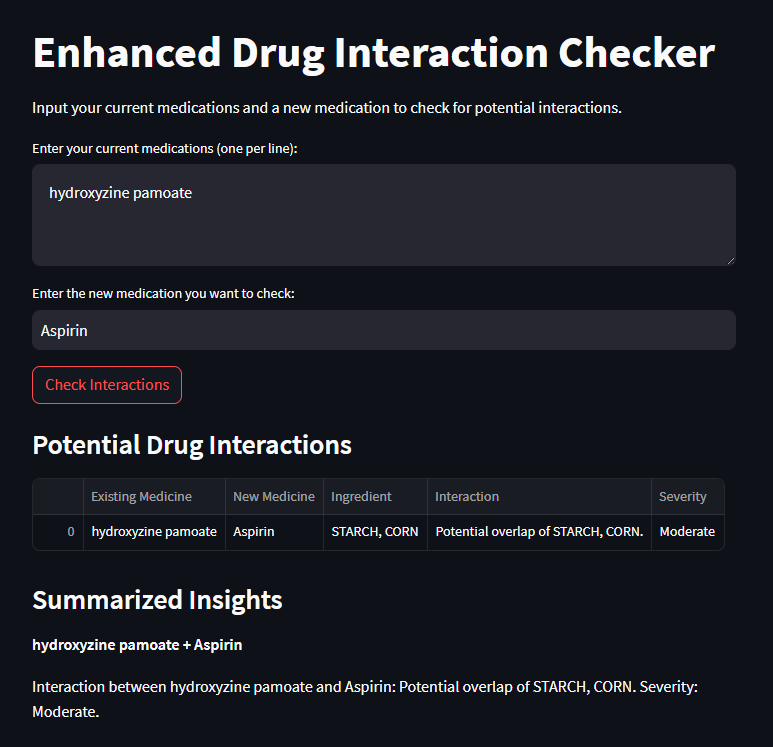 Enhanced Drug Interaction Checker
Input your current medications and a new medication to check for potential interactions.
Enter your current medications (one per line):
hydroxyzine pamoate
Enter the new medication you want to check:
Aspirin
Check Interactions
Potential Drug Interactions
Existing Medicine New Medicine Ingredient Interaction Severity
0 hydroxyzine pamoate Aspirin STARCH, CORN Potential overlap of STARCH, CORN. Moderate
Summarized Insights
hydroxyzine pamoate + Aspirin
Interaction between hydroxyzine pamoate and Aspirin: Potential overlap of STARCH, CORN. Severity:
Moderate.